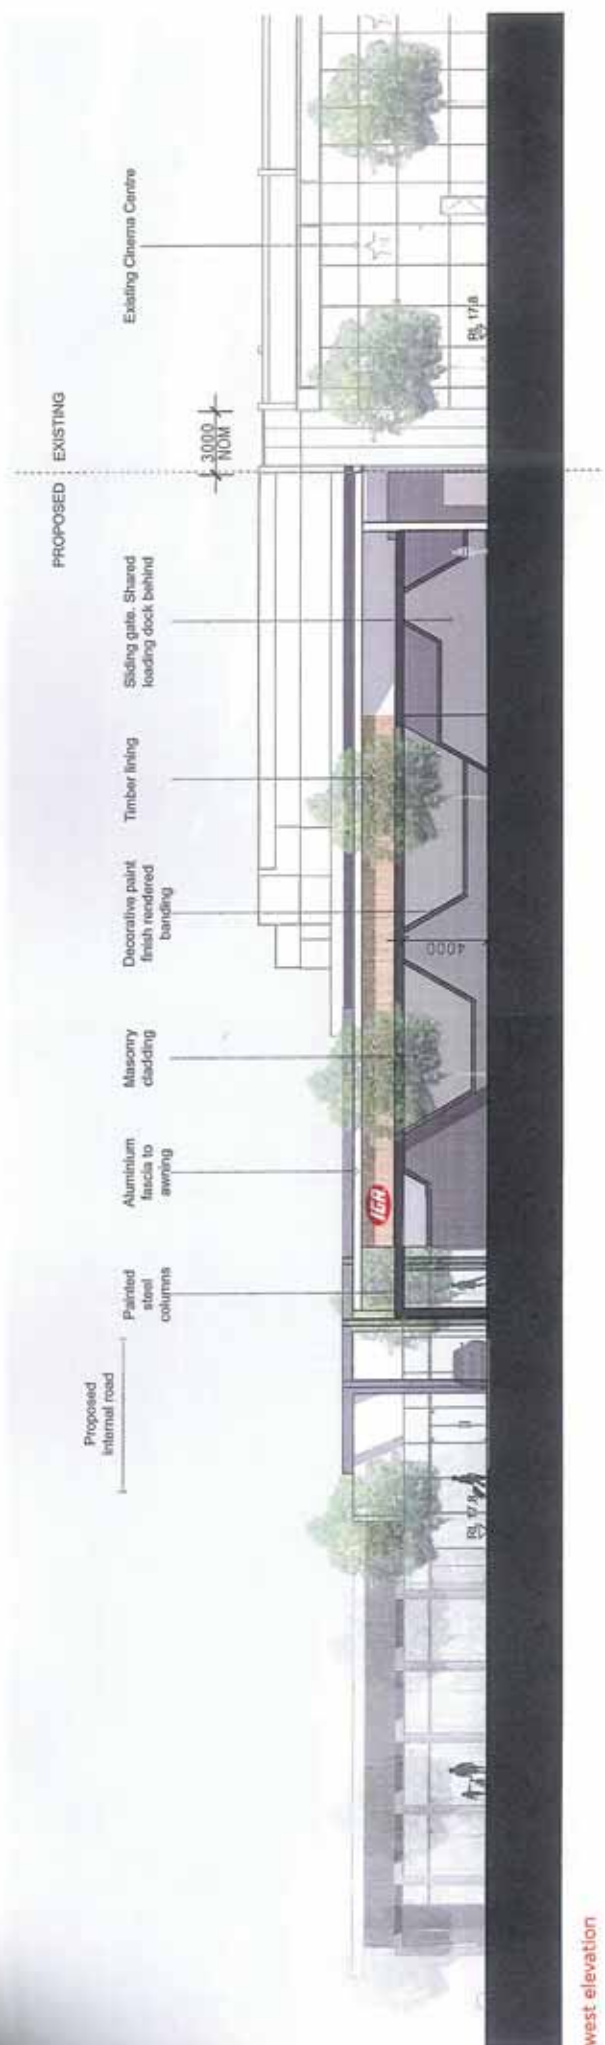 PROPOSED EXISTING
Proposed
internal road
Painted
steel
columns
Aluminium
fascia to
awning
Masonry
cladding
Decorative paint
finish rendered
banding
Timber lining
Sliding gate. Shared
loading dock behind
Existing Cinema Centre
3000
NOM
IGA
4000
RL 17.8
RL 17.8
west elevation